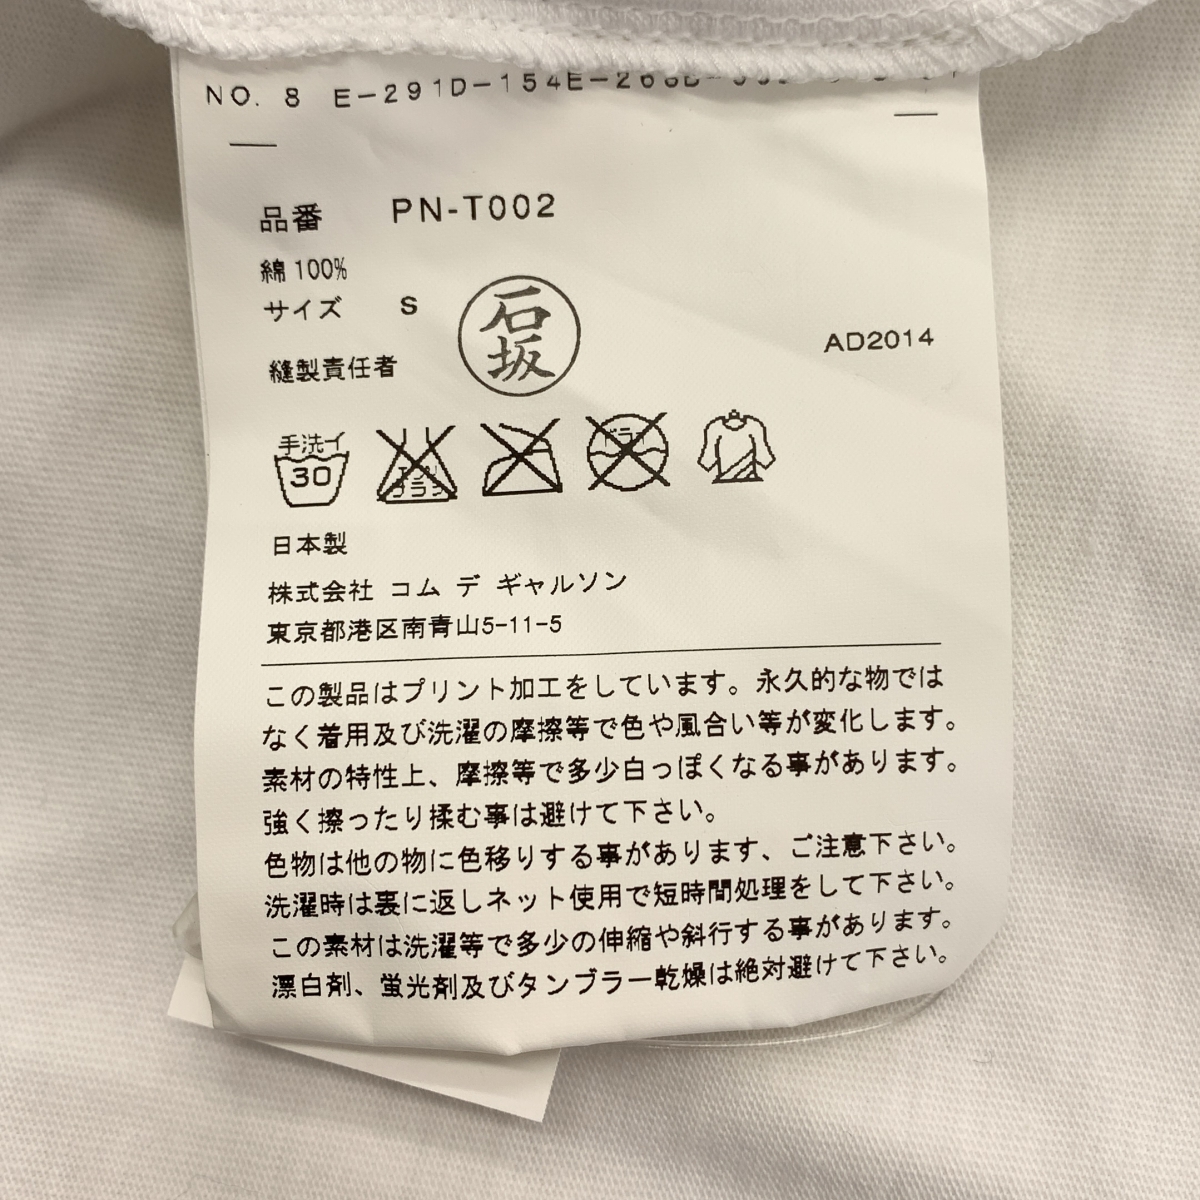 NO. 8 E-291D-154E-
品番 PN-T002
綿100%
サイズ S
石坂
縫製責任者
AD2014
手洗イ
30
ドラ
日本製
株式会社 コム デ ギャルソン
東京都港区南青山5-11-5
この製品はプリント加工をしています。永久的な物では
なく着用及び洗濯の摩擦等で色や風合い等が変化します。
素材の特性上、摩擦等で多少白っぽくなる事があります。
強く擦ったり揉む事は避けて下さい。
色物は他の物に色移りする事があります、ご注意下さい。
洗濯時は裏に返しネット使用で短時間処理をして下さい。
この素材は洗濯等で多少の伸縮や斜行する事があります。
漂白剤、蛍光剤及びタンブラー乾燥は絶対避けて下さい。